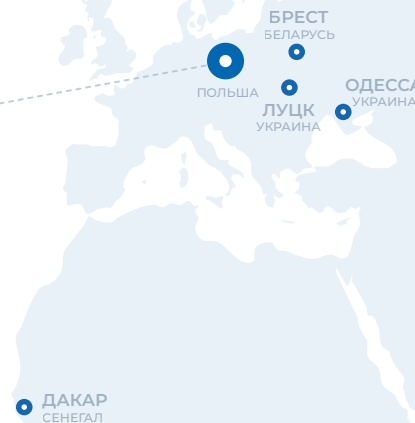 БРЕСТ
БЕЛАРУСЬ
ОДЕССА
УКРАИНА
ПОЛЬША
ЛУЦК
УКРАИНА
ДАКАР
СЕНЕГАЛ